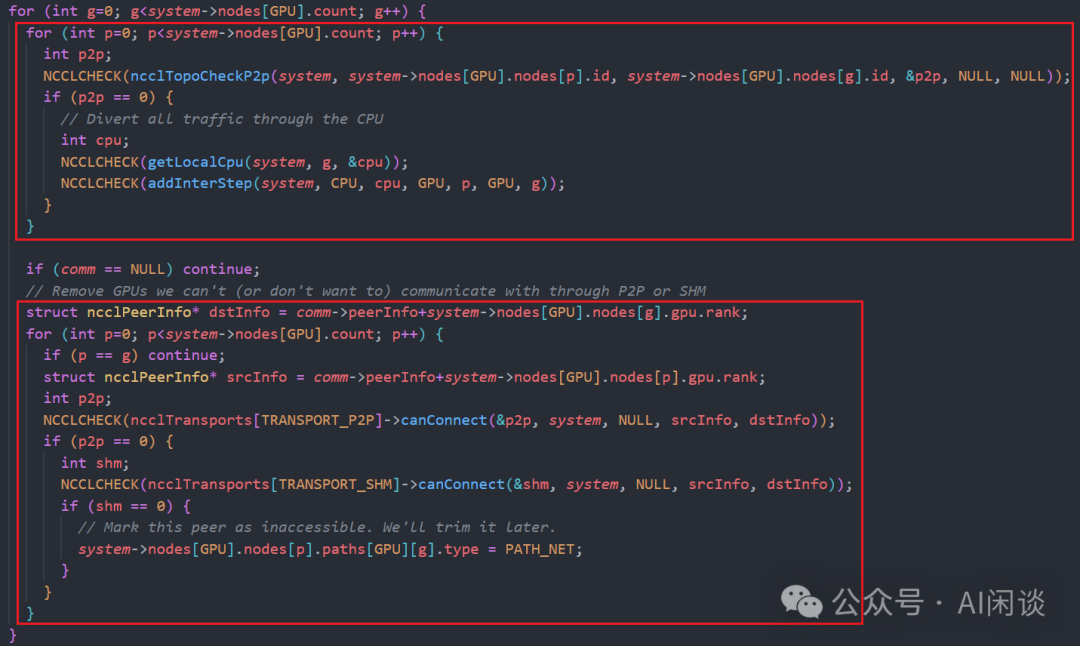 for (int g=0; g<system->nodes[GPU].count; g++) {
for (int p=0; p<system->nodes[GPU].count; p++) {
int p2p;
NCCLCHECK(ncclTopoCheckP2p(system, system->nodes[GPU].nodes[p].id, system->nodes[GPU].nodes[g].id, &p2p, NULL, NULL));
if (p2p == 0) {
// Divert all traffic through the CPU
int cpu;
NCCLCHECK(getLocalCpu(system, g, &cpu));
NCCLCHECK(addInterStep(system, CPU, cpu, GPU, p, GPU, g));
}
}
if (comm == NULL) continue;
// Remove GPUs we can't (or don't want to) communicate with through P2P or SHM
struct ncclPeerInfo* dstInfo = comm->peerInfo+system->nodes[GPU].nodes[g].gpu.rank;
for (int p=0; p<system->nodes[GPU].count; p++) {
if (p == g) continue;
struct ncclPeerInfo* srcInfo = comm->peerInfo+system->nodes[GPU].nodes[p].gpu.rank;
int p2p;
NCCLCHECK(ncclTransports[TRANSPORT_P2P]->canConnect(&p2p, system, NULL, srcInfo, dstInfo));
if (p2p == 0) {
int shm;
NCCLCHECK(ncclTransports[TRANSPORT_SHM]->canConnect(&shm, system, NULL, srcInfo, dstInfo));
if (shm == 0) {
// Mark this peer as inaccessible. We'll trim it later.
system->nodes[GPU].nodes[p].paths[GPU][g].type = PATH_NET;
}
}
}
}
公众号 · AI闲谈